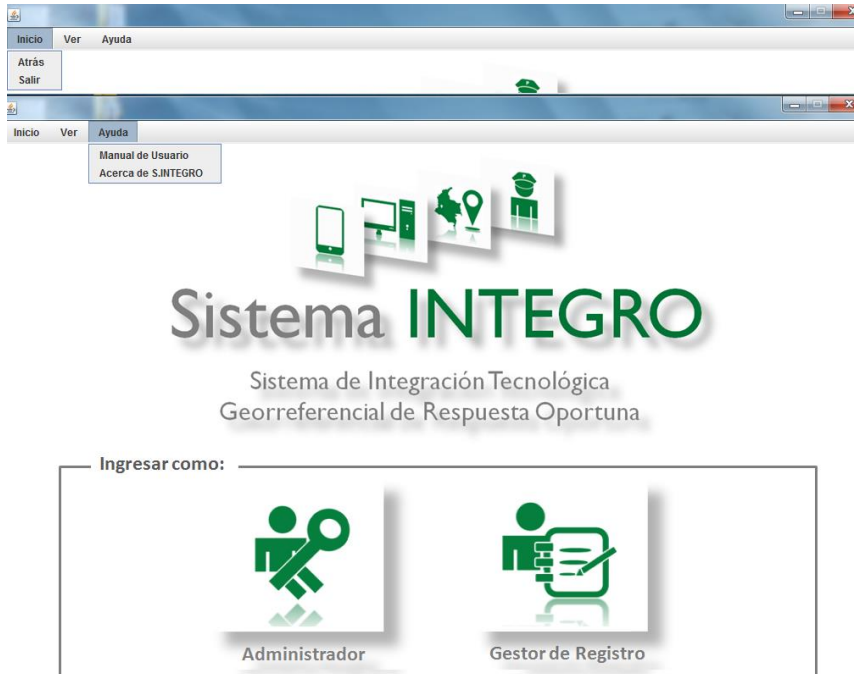 Inicio Ver Ayuda
Atrás
Salir
Inicio Ver Ayuda
Manual de Usuario
Acerca de S.INTEGRO
Sistema INTEGRO
Sistema de Integración Tecnológica
Georreferencial de Respuesta Oportuna
Ingresar como:
Administrador Gestor de Registro